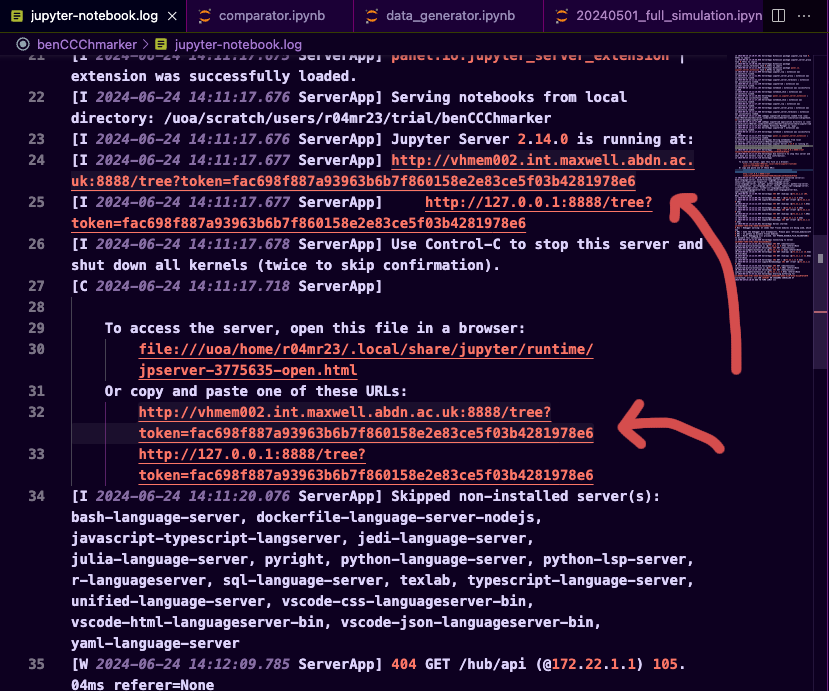 jupyter-notebook.log × comparator.ipynb data_generator.ipynb 20240501_full_simulation.ipyn
benCCChmarker > jupyter-notebook.log
21 [I 2024-06-24 14:11:17.675 ServerApp] panel.io.jupyter_server_extension |
extension was successfully loaded.
22 [I 2024-06-24 14:11:17.676 ServerApp] Serving notebooks from local
directory: /uoa/scratch/users/r04mr23/trial/benCCChmarker
23 [I 2024-06-24 14:11:17.676 ServerApp] Jupyter Server 2.14.0 is running at:
24 [I 2024-06-24 14:11:17.677 ServerApp] http://vhmem002.int.maxwell.abdn.ac.
uk:8888/tree?token=fac698f887a93963b6b7f860158e2e83ce5f03b4281978e6
25 [I 2024-06-24 14:11:17.677 ServerApp]     http://127.0.0.1:8888/tree?
token=fac698f887a93963b6b7f860158e2e83ce5f03b4281978e6
26 [I 2024-06-24 14:11:17.678 ServerApp] Use Control-C to stop this server and
shut down all kernels (twice to skip confirmation).
27 [C 2024-06-24 14:11:17.718 ServerApp]
28
29 To access the server, open this file in a browser:
30 file:///uoa/home/r04mr23/.local/share/jupyter/runtime/
jpserver-3775635-open.html
31 Or copy and paste one of these URLs:
32 http://vhmem002.int.maxwell.abdn.ac.uk:8888/tree?
token=fac698f887a93963b6b7f860158e2e83ce5f03b4281978e6
33 http://127.0.0.1:8888/tree?
token=fac698f887a93963b6b7f860158e2e83ce5f03b4281978e6
34 [I 2024-06-24 14:11:20.076 ServerApp] Skipped non-installed server(s):
bash-language-server, dockerfile-language-server-nodejs,
javascript-typescript-langserver, jedi-language-server,
julia-language-server, pyright, python-language-server, python-lsp-server,
r-languageserver, sql-language-server, texlab, typescript-language-server,
unified-language-server, vscode-css-languageserver-bin,
vscode-html-languageserver-bin, vscode-json-languageserver-bin,
yaml-language-server
35 [W 2024-06-24 14:12:09.785 ServerApp] 404 GET /hub/api (@172.22.1.1) 105.
04ms referer=None